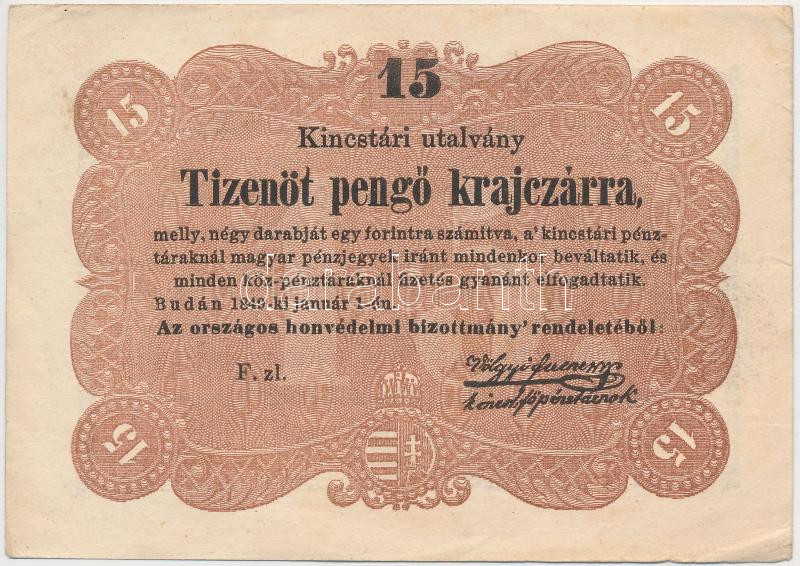 15
15
15
Kincstári utalvány
Tizenöt pengő krajczárra,
melly, négy darabját egy forintra számítva, a' kincstári pénz-
táraknál magyar pénzjegyek iránt mindenkor beváltatik, és
minden köz-pénztáraknál fizetés gyanánt elfogadtatik.
Budán 1849-ki január 1-én.
Az országos honvédelmi bizottmány' rendeletéből:
F. zl.
15
15